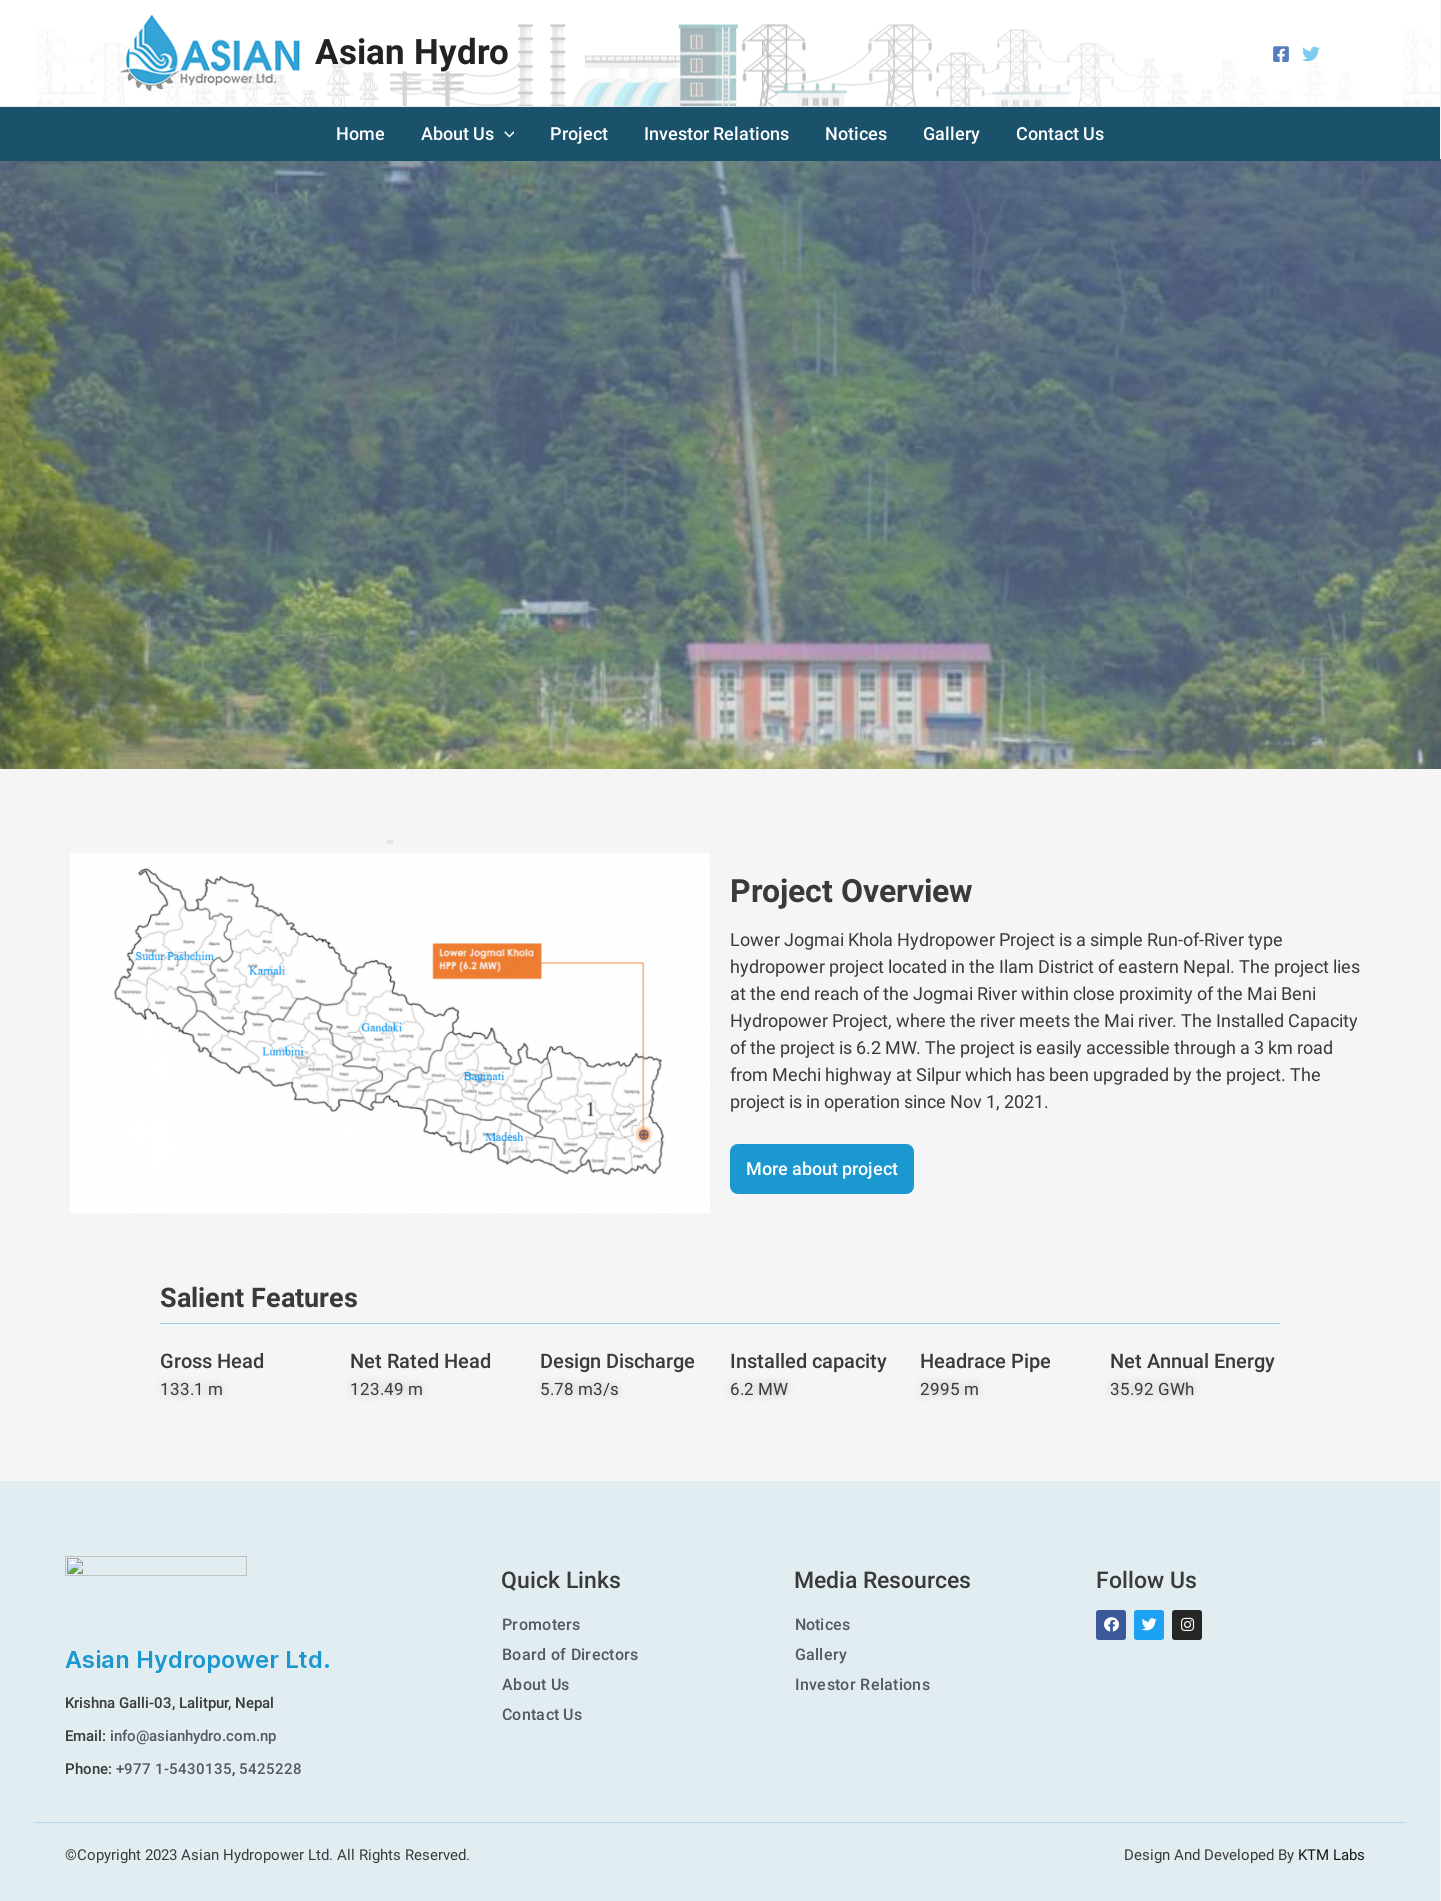 ASIAN
Hydropower Ltd.
Asian Hydro
Home
About Us
Project
Investor Relations
Notices
Gallery
Contact Us
Sudur Pashchim
Karnali
Lower Jogmai Khola
HPP (6.2 MW)
Gandaki
Lumbini
Bagmati
1
Madesh
Project Overview
Lower Jogmai Khola Hydropower Project is a simple Run-of-River type
hydropower project located in the Ilam District of eastern Nepal. The project lies
at the end reach of the Jogmai River within close proximity of the Mai Beni
Hydropower Project, where the river meets the Mai river. The Installed Capacity
of the project is 6.2 MW. The project is easily accessible through a 3 km road
from Mechi highway at Silpur which has been upgraded by the project. The
project is in operation since Nov 1, 2021.
More about project
Salient Features
Gross Head
133.1 m
Net Rated Head
123.49 m
Design Discharge
5.78 m3/s
Installed capacity
6.2 MW
Headrace Pipe
2995 m
Net Annual Energy
35.92 GWh
Asian Hydropower Ltd.
Krishna Galli-03, Lalitpur, Nepal
Email: info@asianhydro.com.np
Phone: +977 1-5430135, 5425228
Quick Links
Promoters
Board of Directors
About Us
Contact Us
Media Resources
Notices
Gallery
Investor Relations
Follow Us
©Copyright 2023 Asian Hydropower Ltd. All Rights Reserved.
Design And Developed By KTM Labs